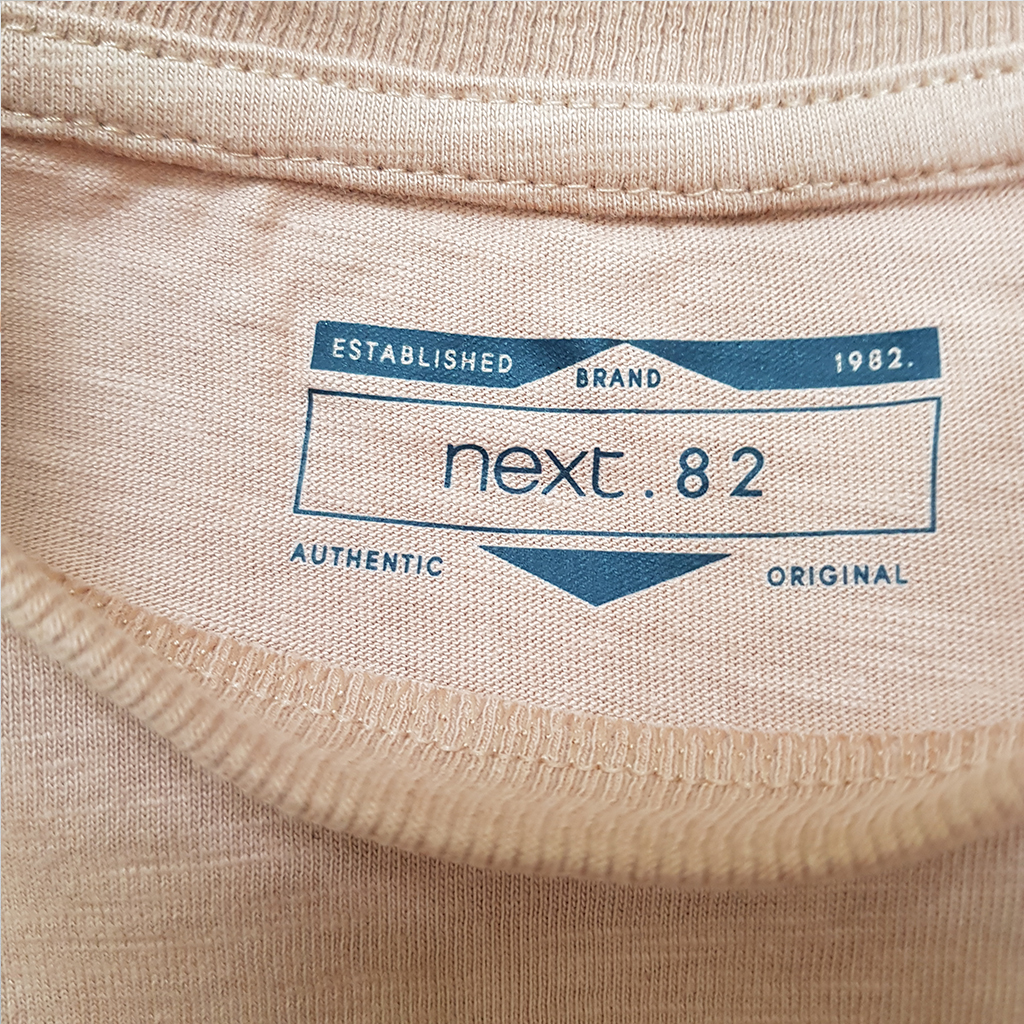 ESTABLISHED BRAND 1982.
next.82
AUTHENTIC ORIGINAL